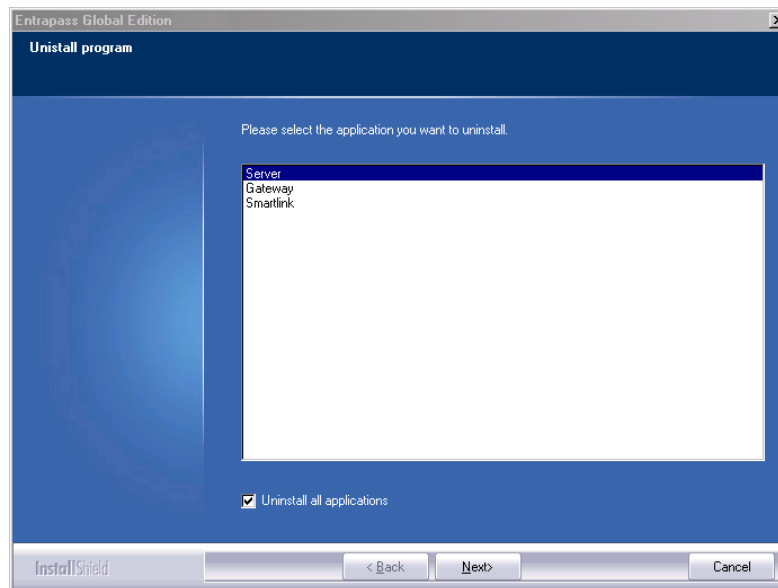 Entrapass Global Edition
Unistall program
Please select the application you want to uninstall.
Server
Gateway
Smartlink
Uninstall all applications
InstallShield
< Back
Next>
Cancel